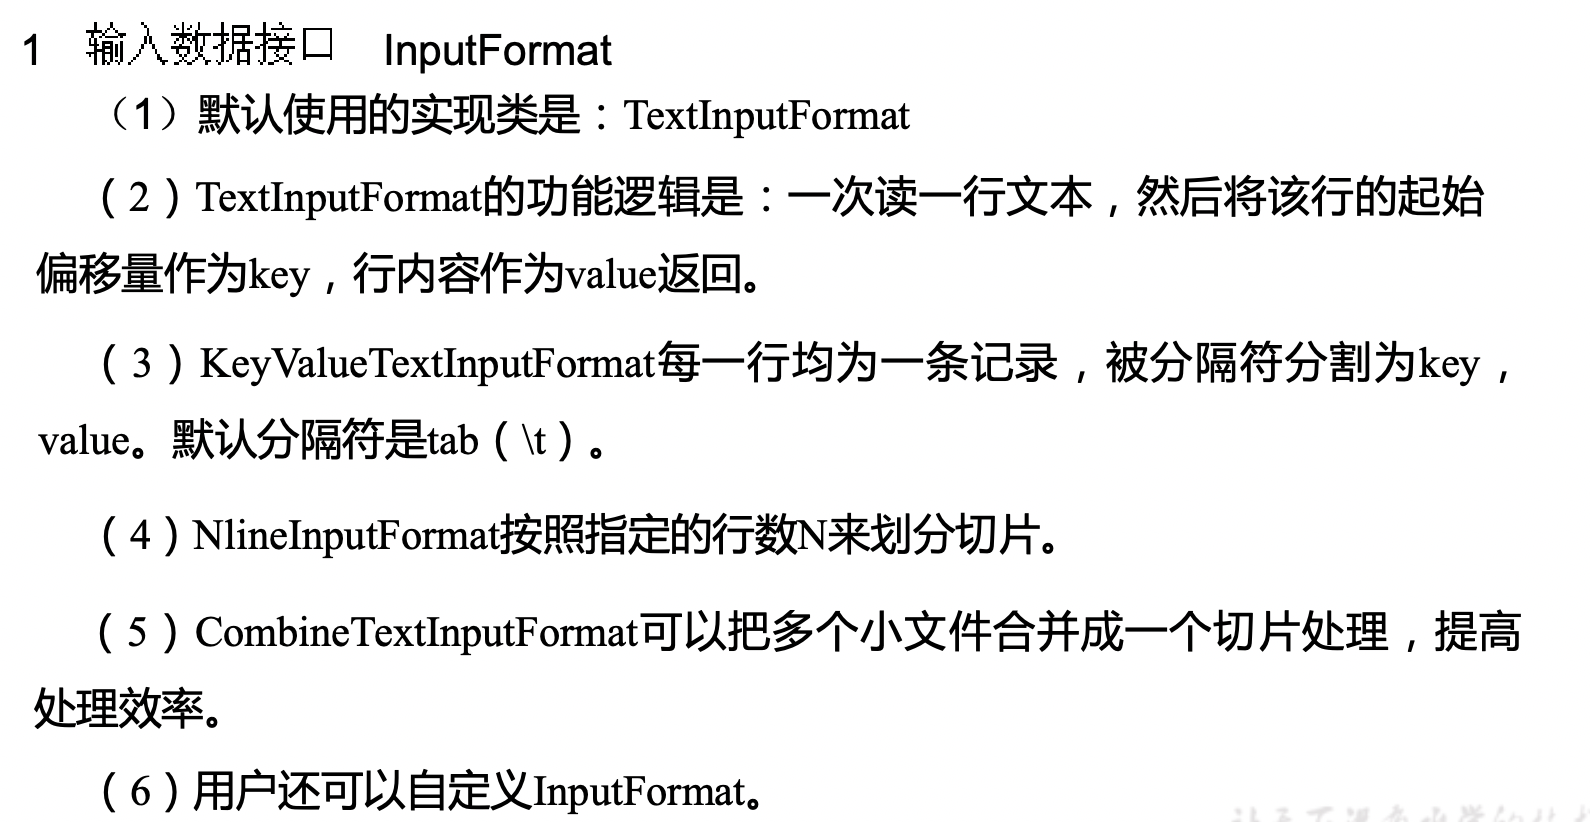 1 输入数据接口 InputFormat
（1）默认使用的实现类是：TextInputFormat
（2）TextInputFormat的功能逻辑是：一次读一行文本，然后将该行的起始
偏移量作为key，行内容作为value返回。
（3）KeyValueTextInputFormat每一行均为一条记录，被分隔符分割为key，
value。默认分隔符是tab（\t）。
（4）NlineInputFormat按照指定的行数N来划分切片。
（5）CombineTextInputFormat可以把多个小文件合并成一个切片处理，提高
处理效率。
（6）用户还可以自定义InputFormat。